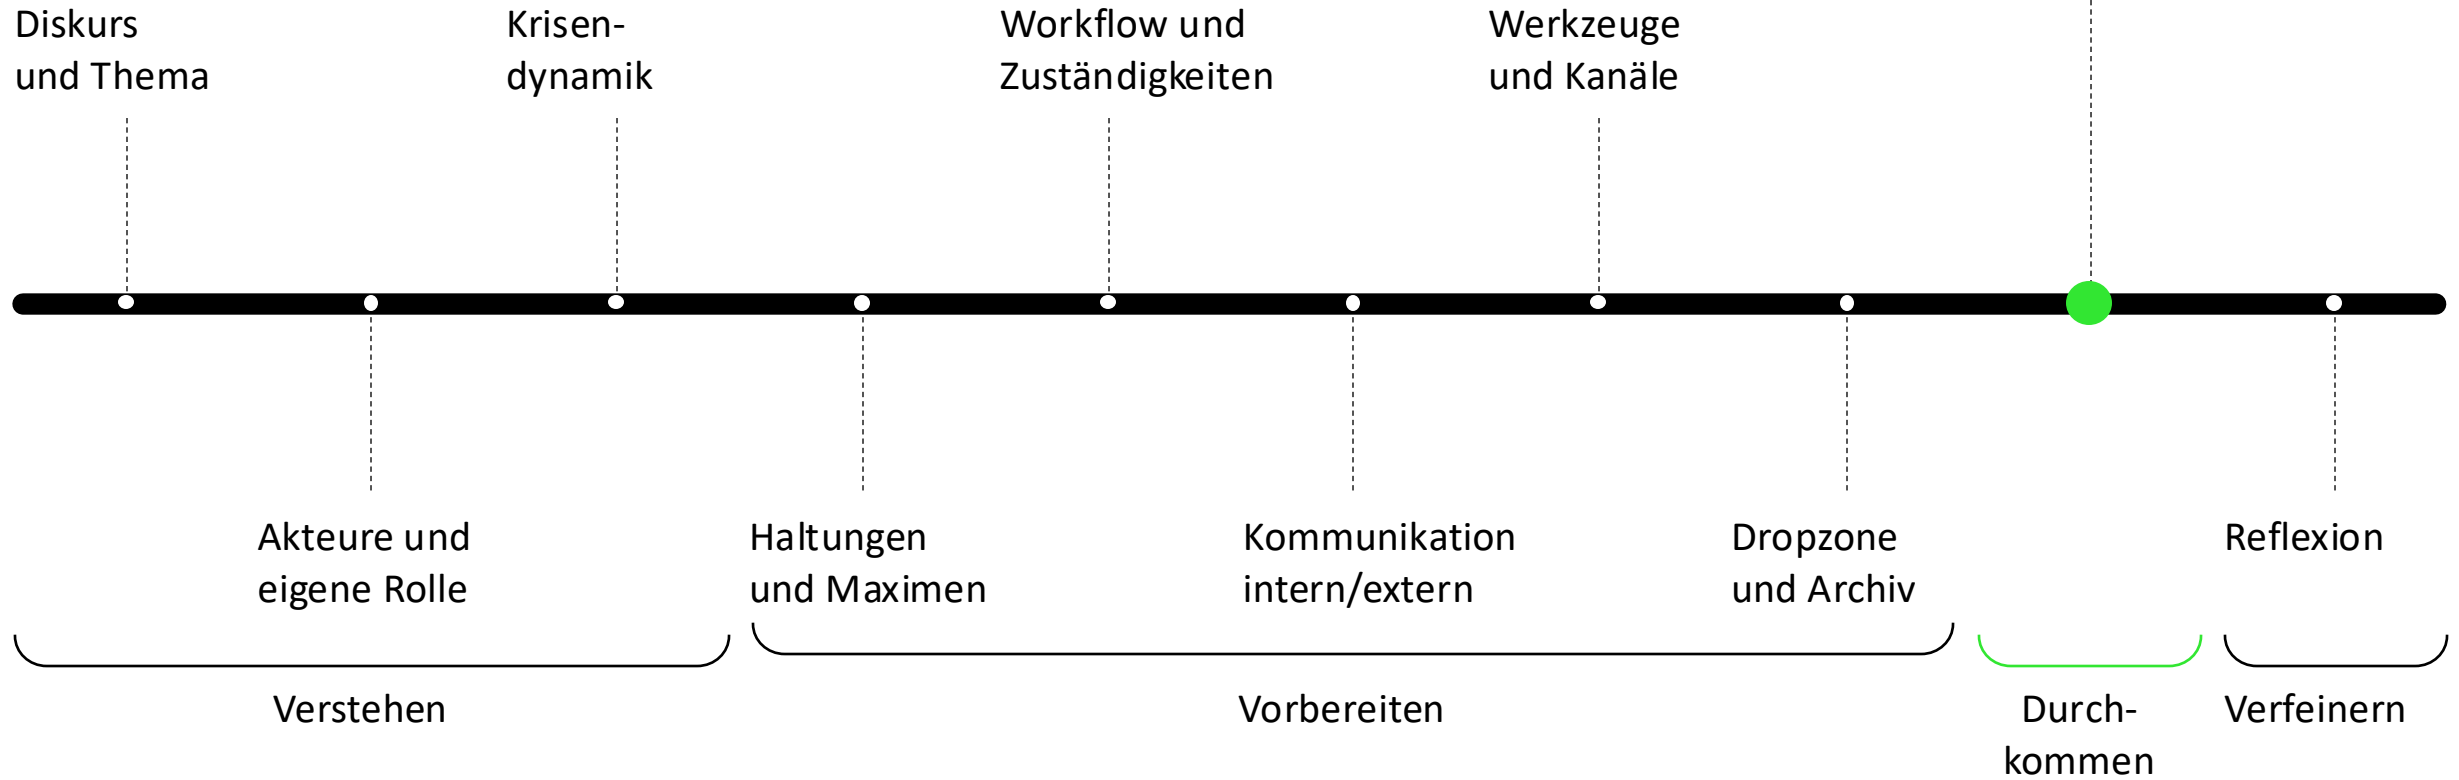 Diskurs
und Thema
Krisen-
dynamik
Workflow und
Zuständigkeiten
Werkzeuge
und Kanäle
Akteure und
eigene Rolle
Haltungen
und Maximen
Kommunikation
intern/extern
Dropzone
und Archiv
Reflexion
Verstehen
Vorbereiten
Durch-
kommen
Verfeinern